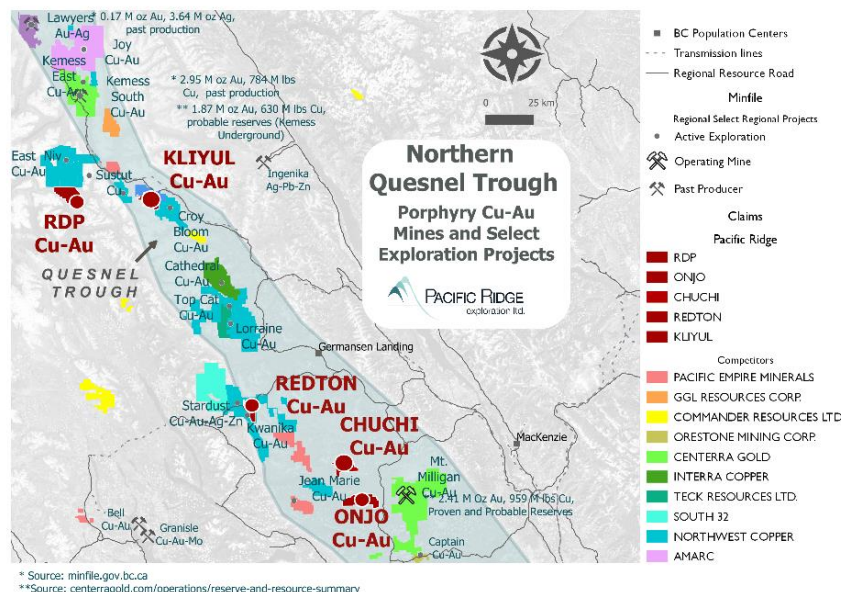 Lawyers
Au-Ag
* 0.17 M oz Au, 3.64 M oz Ag,
past production
Joy
Cu-Au
Kemess
East
Cu-Au
Kemess
South
Cu-Au
* 2.95 M oz Au, 784 M lbs
Cu, past production
** 1.87 M oz Au, 630 M lbs Cu,
probable reserves (Kemess
Underground)
0 25 km
East Niv
Cu-Au
Sustut
Cu
KLIYUL
Cu-Au
Ingenika
Ag-Pb-Zn
RDP
Cu-Au
Croy
Bloom
Cu-Au
QUESNEL
TROUGH
Cathedral
Cu-Au
Top Cat
Cu-Au
Lorraine
Cu-Au
Northern
Quesnel Trough
Porphyry Cu-Au
Mines and Select
Exploration Projects
PACIFIC RIDGE
exploration ltd.
Germansen Landing
REDTON
Cu-Au
Stardust
Cu-Au-Ag-Zn
Kwanika
Cu-Au
CHUCHI
Cu-Au
MacKenzie
Jean Marie
Cu-Au
Mt.
Milligan
Cu-Au
** 2.41 M Oz Au, 959 M lbs Cu,
Proven and Probable Reserves
ONJO
Cu-Au
Bell
Cu-Au
Granisle
Cu-Au-Mo
Captain
Cu-Au
BC Population Centers
Transmission lines
Regional Resource Road
Minfile
Regional Select Regional Projects
Active Exploration
Operating Mine
Past Producer
Claims
Pacific Ridge
RDP
ONJO
CHUCHI
REDTON
KLIYUL
Competitors
PACIFIC EMPIRE MINERALS
GGL RESOURCES CORP.
COMMANDER RESOURCES LTD
ORESTONE MINING CORP.
CENTERRA GOLD
INTERRA COPPER
TECK RESOURCES LTD.
SOUTH 32
NORTHWEST COPPER
AMARC
* Source: minfile.gov.bc.ca
**Source: centerragold.com/operations/reserve-and-resource-summary